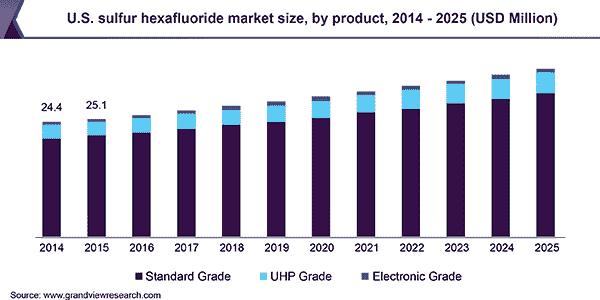 U.S. sulfur hexafluoride market size, by product, 2014 - 2025 (USD Million)
24.4 25.1
2014 2015 2016 2017 2018 2019 2020 2021 2022 2023 2024 2025
Standard Grade UHP Grade Electronic Grade
Source: www.grandviewresearch.com